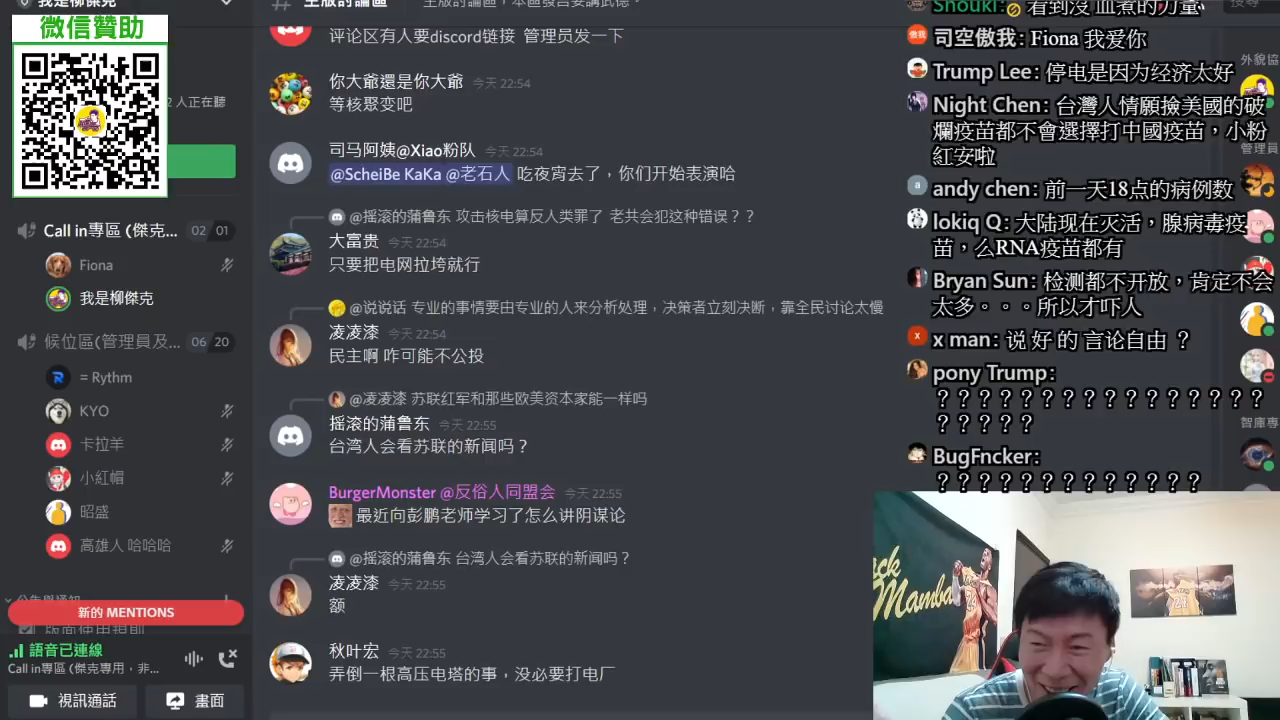 我是柳傑克
微信贊助
2 人正在聽
Call in專區 (傑克... 02 01
Fiona
我是柳傑克
候位區(管理員及... 06 20
= Rythm
KYO
卡拉羊
小紅帽
昭盛
高雄人 哈哈哈
新的 MENTIONS
版面使用規則
語音已連線
Call in專區 (傑克專用，非...
視訊通話
畫面
主版討論區
评论区有人要discord链接 管理员发一下
你大爺還是你大爺 今天 22:54
等核聚变吧
司马阿姨@Xiao粉队 今天 22:54
@ScheiBe KaKa @老石人 吃夜宵去了，你们开始表演哈
@摇滚的蒲鲁东 攻击核电算反人类罪了 老共会犯这种错误？？
大富贵 今天 22:54
只要把电网拉垮就行
@说说话 专业的事情要由专业的人来分析处理，决策者立刻决断，靠全民讨论太慢
凌凌漆 今天 22:54
民主啊 咋可能不公投
@凌凌漆 苏联红军和那些欧美资本家能一样吗
摇滚的蒲鲁东 今天 22:55
台湾人会看苏联的新闻吗？
BurgerMonster @反俗人同盟会 今天 22:55
最近向彭鹏老师学习了怎么讲阴谋论
@摇滚的蒲鲁东 台湾人会看苏联的新闻吗？
凌凌漆 今天 22:55
额
秋叶宏 今天 22:55
弄倒一根高压电塔的事，没必要打电厂
Shouki: 看到沒 血煮的力量
司空傲我: Fiona 我爱你
Trump Lee: 停电是因为经济太好
Night Chen: 台灣人情願撿美國的破
爛疫苗都不會選擇打中國疫苗，小粉
紅安啦
andy chen: 前一天18点的病例数
lokiq Q: 大陆现在灭活，腺病毒疫
苗，么RNA疫苗都有
Bryan Sun: 检测都不开放，肯定不会
太多。。。所以才吓人
x man: 说 好 的 言论自由 ？
pony Trump:
？？？？？？？？？？？？？？？？
？？？？？
BugFncker:
？？？？？？？？？？？？？
外貌協
管理員
智庫專
Mamba